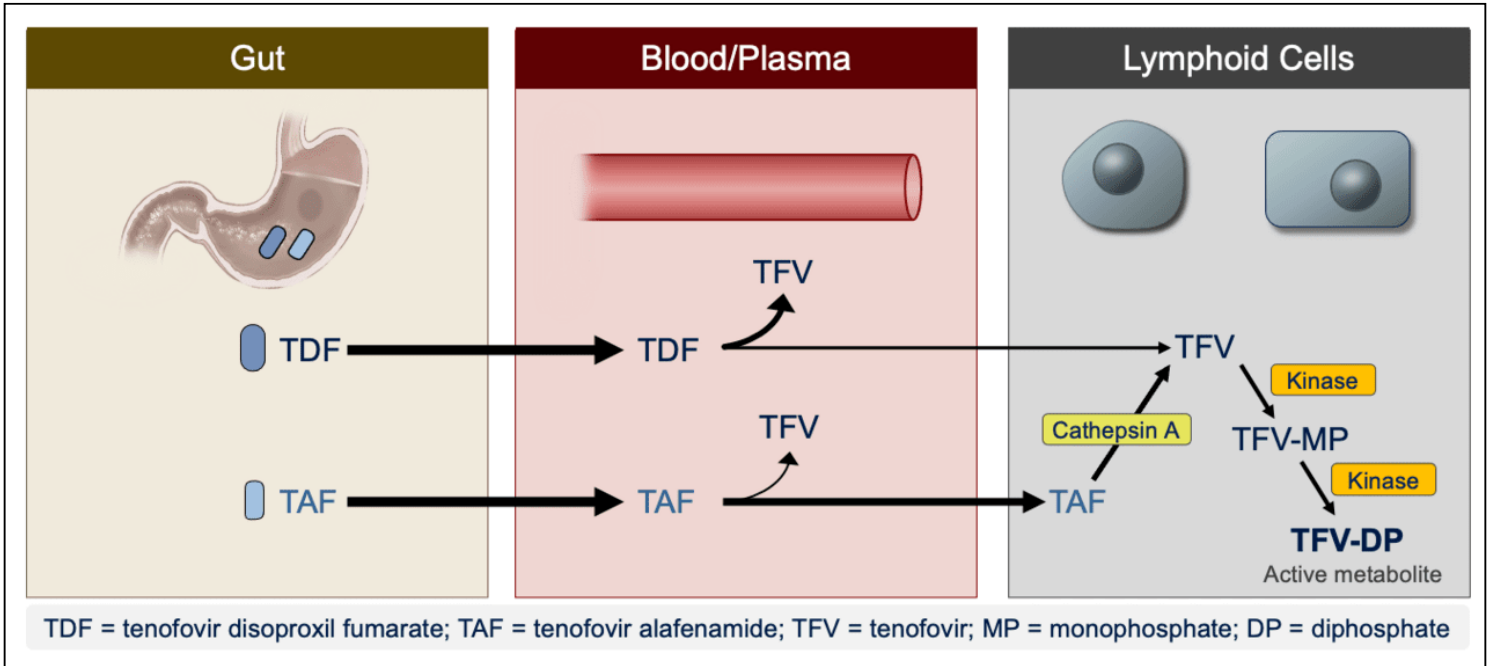 Gut
Blood/Plasma
Lymphoid Cells
TFV
TDF
TDF
TFV
Kinase
TFV
Cathepsin A
TFV-MP
Kinase
TAF
TAF
TAF
TFV-DP
Active metabolite
TDF = tenofovir disoproxil fumarate; TAF = tenofovir alafenamide; TFV = tenofovir; MP = monophosphate; DP = diphosphate